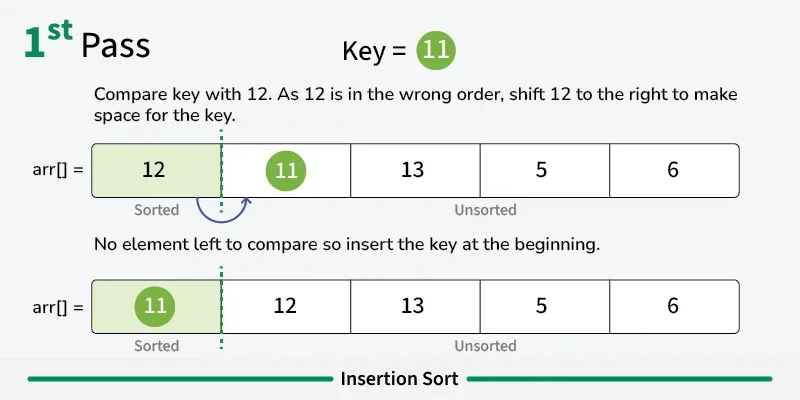 1st Pass
Key = 11
Compare key with 12. As 12 is in the wrong order, shift 12 to the right to make
space for the key.
arr[] = 12 11 13 5 6
Sorted Unsorted
No element left to compare so insert the key at the beginning.
arr[] = 11 12 13 5 6
Sorted Unsorted
Insertion Sort